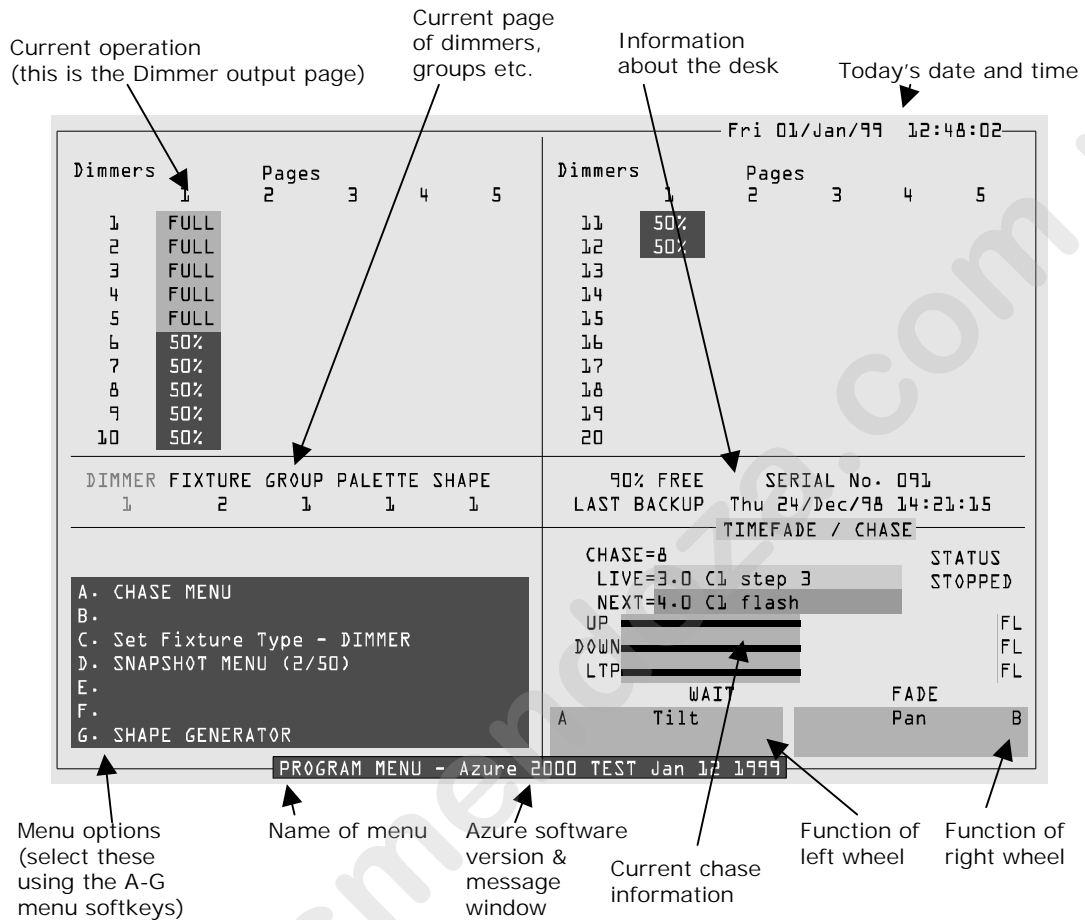 Current operation
(this is the Dimmer output page)
Current page
of dimmers,
groups etc.
Information
about the desk
Today's date and time
Fri 01/Jan/99 12:48:02
Dimmers Pages
1 2 3 4 5
1 FULL
2 FULL
3 FULL
4 FULL
5 FULL
6 50%
7 50%
8 50%
9 50%
10 50%
Dimmers Pages
1 2 3 4 5
11 50%
12 50%
13
14
15
16
17
18
19
20
DIMMER FIXTURE GROUP PALETTE SHAPE
1 2 1 1 1
90% FREE SERIAL No. 091
LAST BACKUP Thu 24/Dec/98 14:21:15
A. CHASE MENU
B.
C. Set Fixture Type - DIMMER
D. SNAPSHOT MENU (2/50)
E.
F.
G. SHAPE GENERATOR
TIMEFADE / CHASE
CHASE=8
LIVE=3.0 C1 step 3
NEXT=4.0 C1 flash
STATUS
STOPPED
UP FL
DOWN FL
LTP FL
WAIT FADE
A Tilt Pan B
PROGRAM MENU - Azure 2000 TEST Jan 12 1999
Menu options
(select these
using the A-G
menu softkeys)
Name of menu
Azure software
version &
message
window
Current chase
information
Function of
left wheel
Function of
right wheel